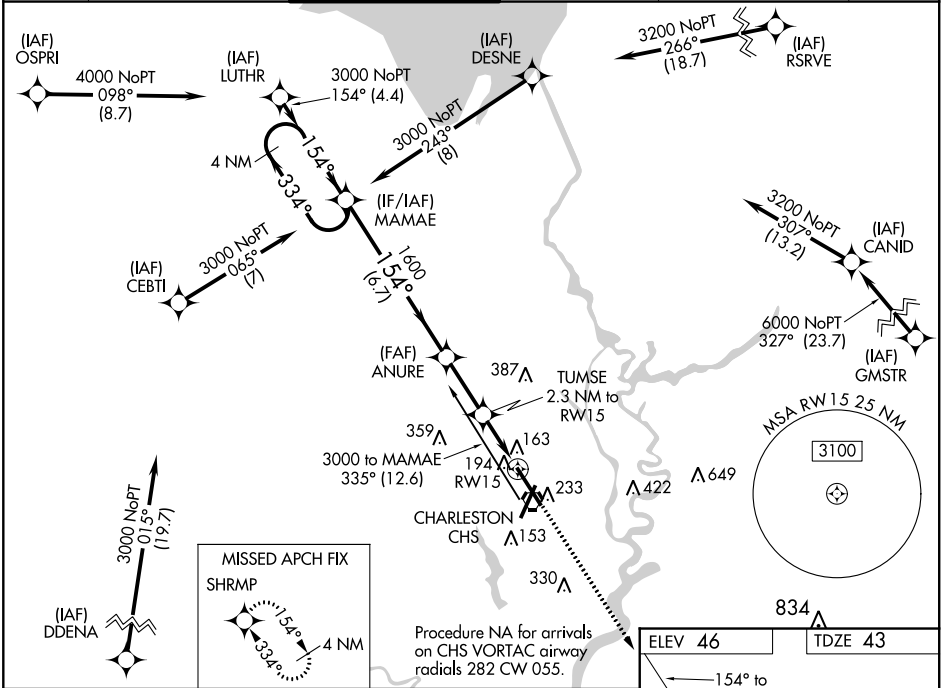 (IAF)
OSPRI
4000 NoPT
098°
(8.7)
(IAF)
LUTHR
3000 NoPT
154° (4.4)
(IAF)
DESNE
3200 NoPT
266°
(18.7)
(IAF)
RSRVE
3000 NoPT
243°
(8)
4 NM
154°
334°
(IF/IAF)
MAMAE
3000 NoPT
065°
(7)
(IAF)
CEBTI
1600
154°
(6.7)
3200 NoPT
307°
(13.2)
(IAF)
CANID
6000 NoPT
327° (23.7)
(IAF)
GMSTR
(FAF)
ANURE
387
TUMSE
2.3 NM to
RW15
359
163
3000 to MAMAE
335° (12.6)
194
RW15
233
422
649
MSA RW15 25 NM
3100
CHARLESTON
CHS
153
330
3000 NoPT
015°
(19.7)
(IAF)
DDENA
MISSED APCH FIX
SHRMP
154°
334°
4 NM
Procedure NA for arrivals
on CHS VORTAC airway
radials 282 CW 055.
834
ELEV 46
TDZE 43
154° to